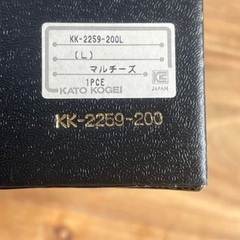 KK-2259-200L
(L)
マルチーズ
1PCE
KATO KOGEI
JAPAN
KK-2259-200